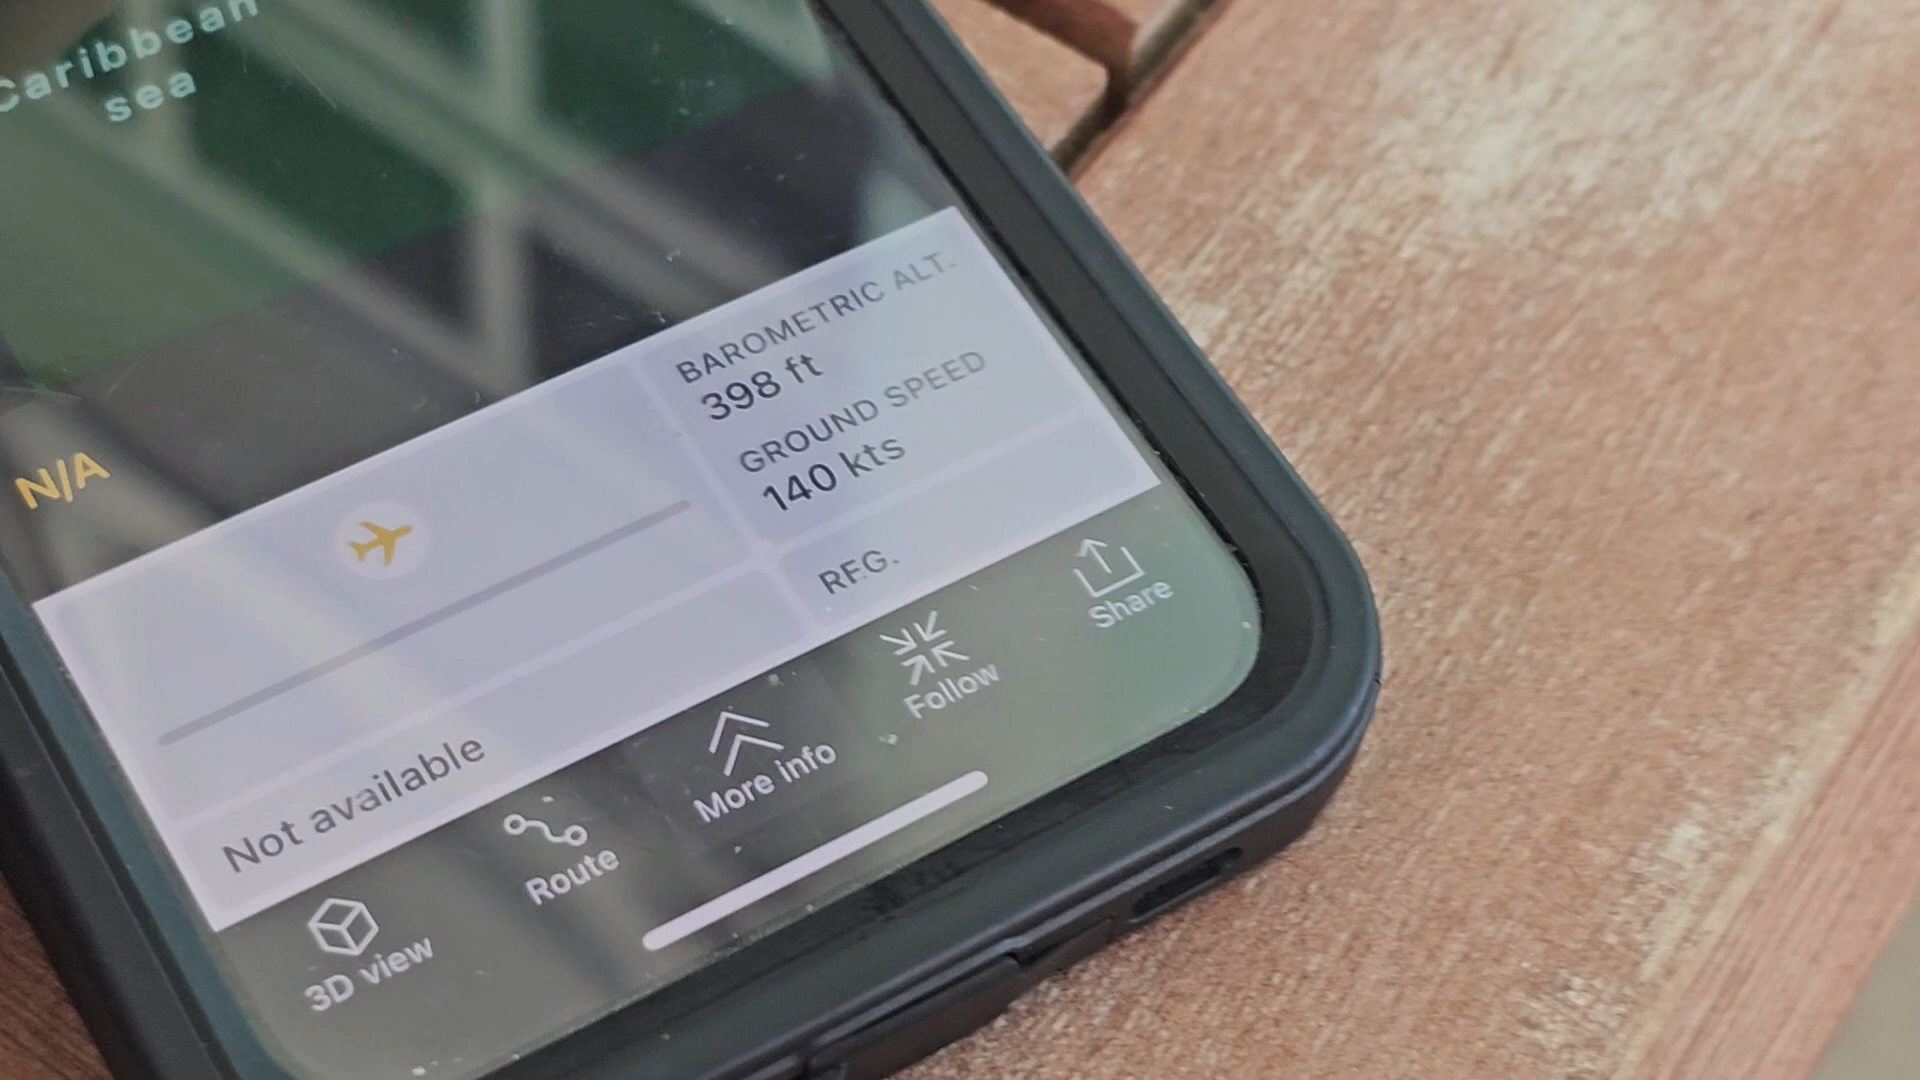 Caribbean
sea
N/A
BAROMETRIC ALT.
398 ft
GROUND SPEED
140 kts
REG.
Not available
3D view
Route
More info
Follow
Share